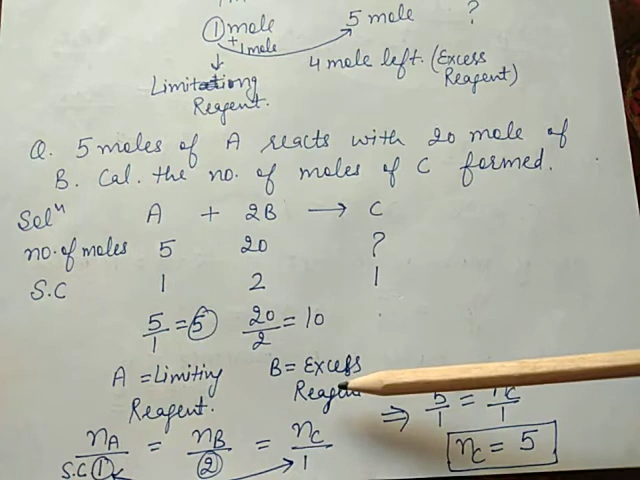 1 mole 5 mole ?
+ 1 mole
↓ 4 mole left. (Excess
Limitating Reagent)
Reagent.
Q. 5 moles of A reacts with 20 mole of
B. Cal. the no. of moles of C formed.
Solⁿ A + 2B → C
no. of moles 5 20 ?
S.C 1 2 1
5/1 = 5 20/2 = 10
A = Limiting B = Excess
Reagent. Reagent
⇒ 5/1 = nC/1
nA/1 = nB/2 = nC/1
S.C
nC = 5